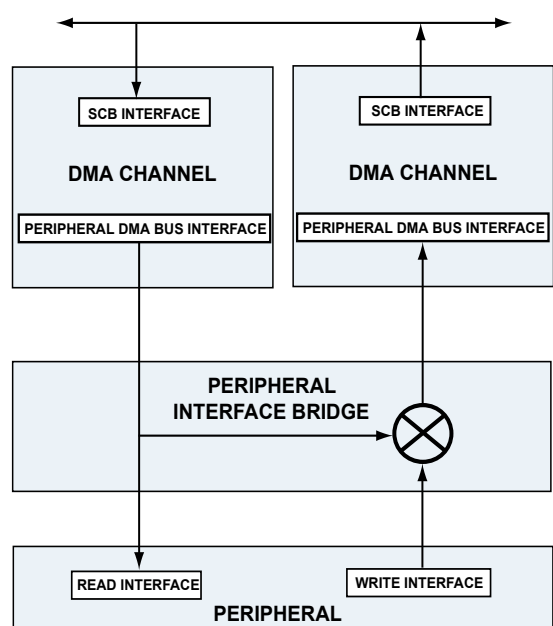 SCB INTERFACE
DMA CHANNEL
PERIPHERAL DMA BUS INTERFACE
SCB INTERFACE
DMA CHANNEL
PERIPHERAL DMA BUS INTERFACE
PERIPHERAL
INTERFACE BRIDGE
READ INTERFACE
WRITE INTERFACE
PERIPHERAL